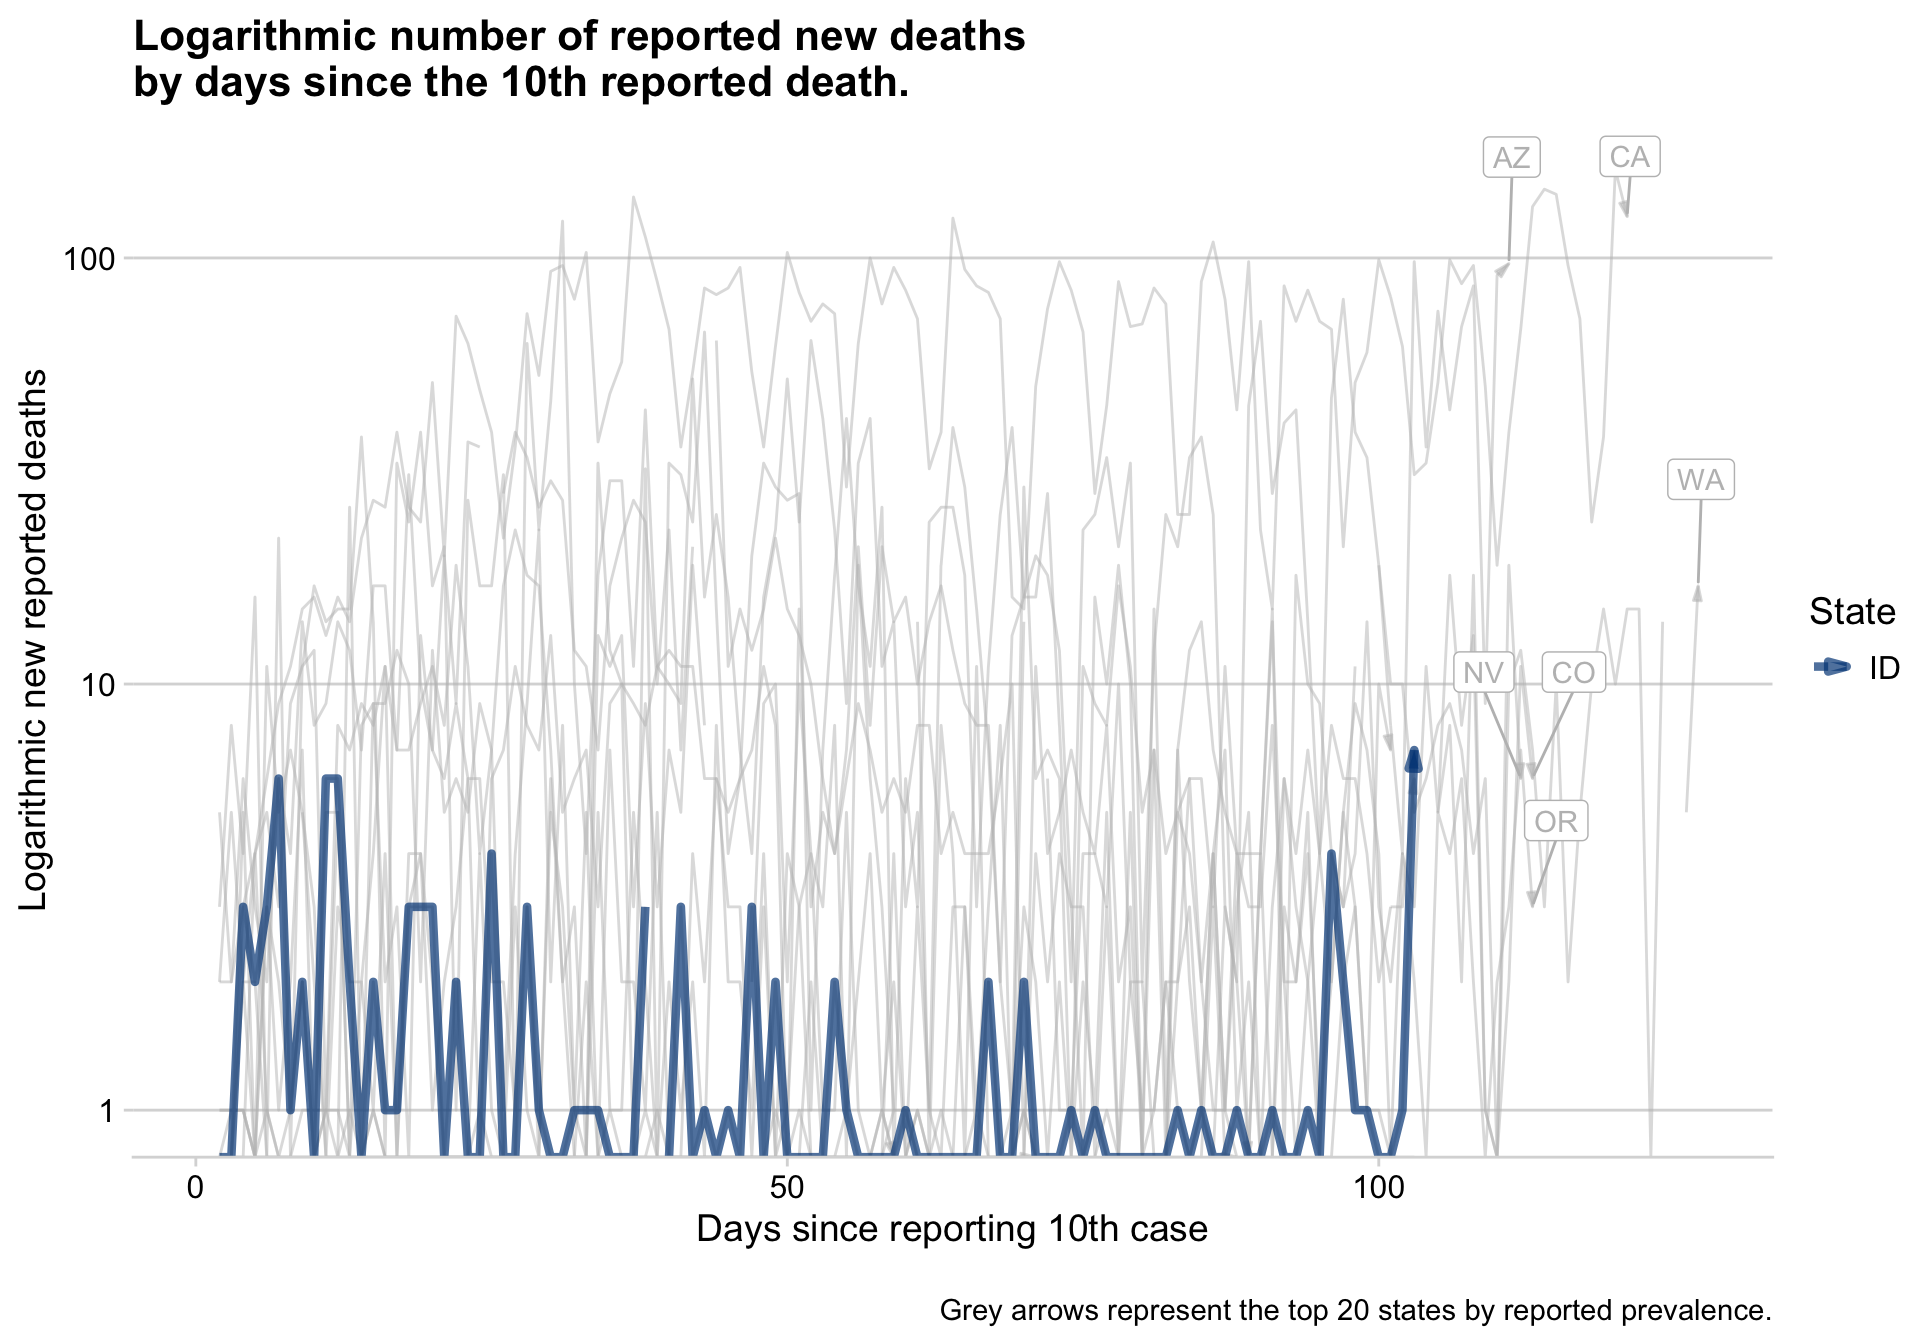 Logarithmic number of reported new deaths
by days since the 10th reported death.
AZ
CA
100
WA
Logarithmic new reported deaths
State
ID
NV
CO
10
OR
1
0
50
100
Days since reporting 10th case
Grey arrows represent the top 20 states by reported prevalence.